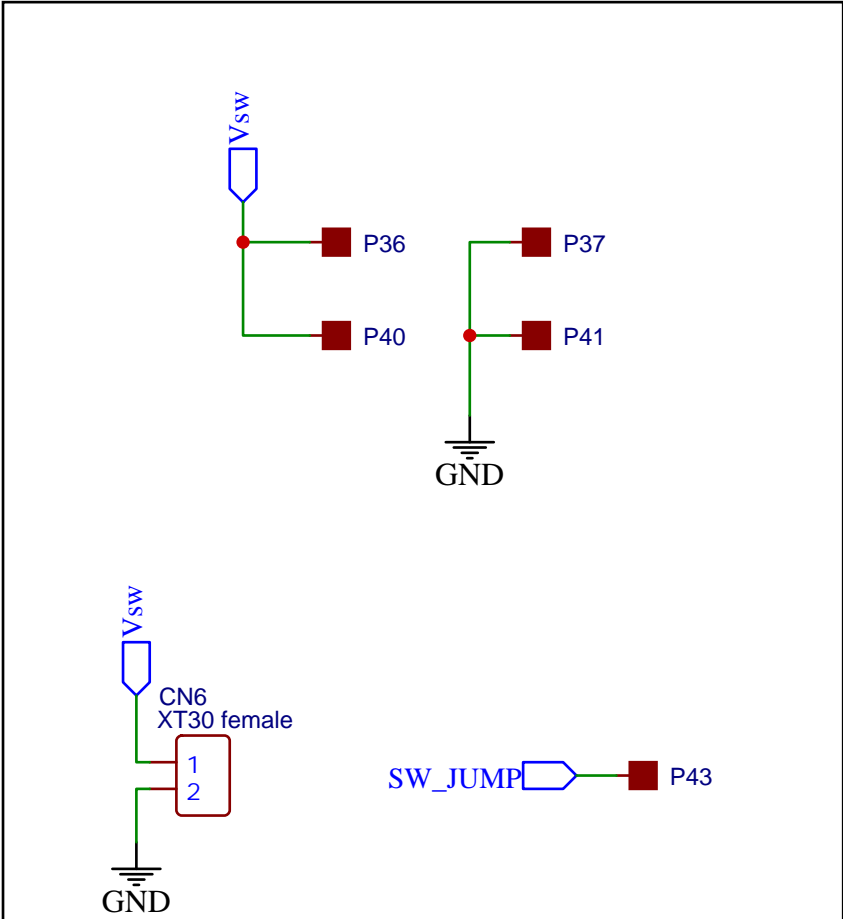 Vsw
P36
P37
P40
P41
GND
Vsw
CN6
XT30 female
1
2
SW_JUMP
P43
GND